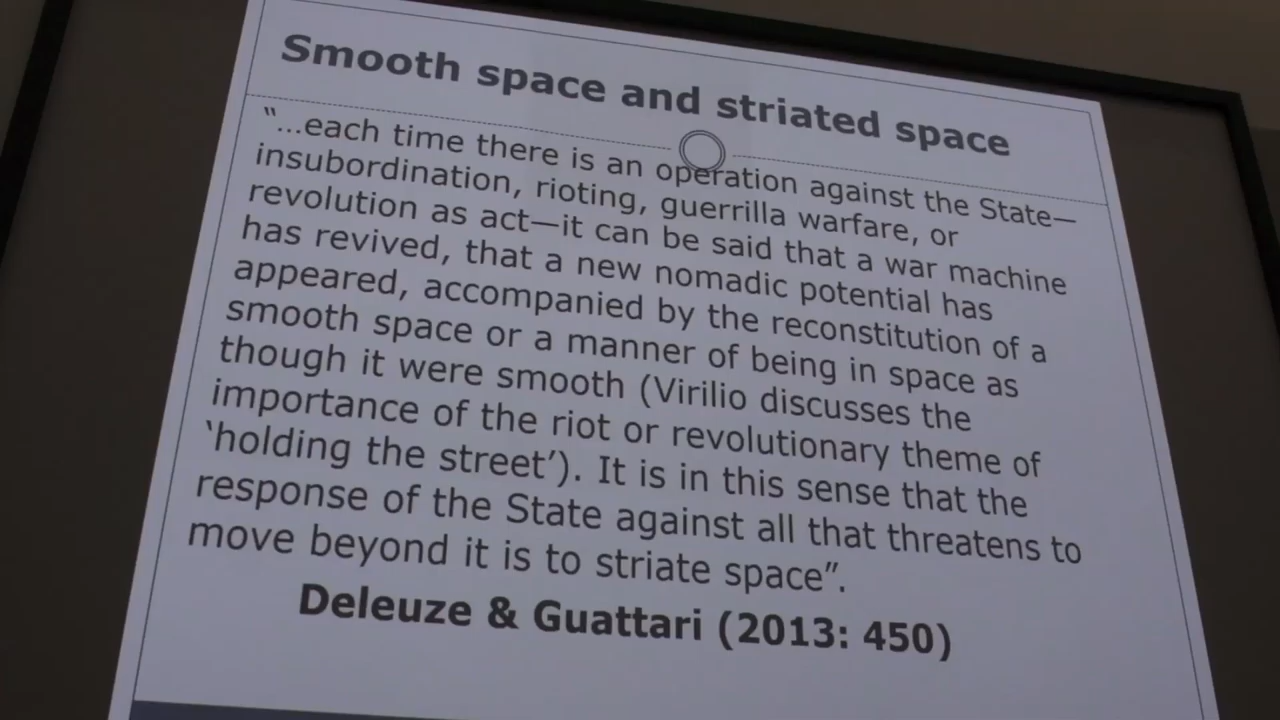 Smooth space and striated space
“…each time there is an operation against the State—
insubordination, rioting, guerrilla warfare, or
revolution as act—it can be said that a war machine
has revived, that a new nomadic potential has
appeared, accompanied by the reconstitution of a
smooth space or a manner of being in space as
though it were smooth (Virilio discusses the
importance of the riot or revolutionary theme of
‘holding the street’). It is in this sense that the
response of the State against all that threatens to
move beyond it is to striate space”.
Deleuze & Guattari (2013: 450)